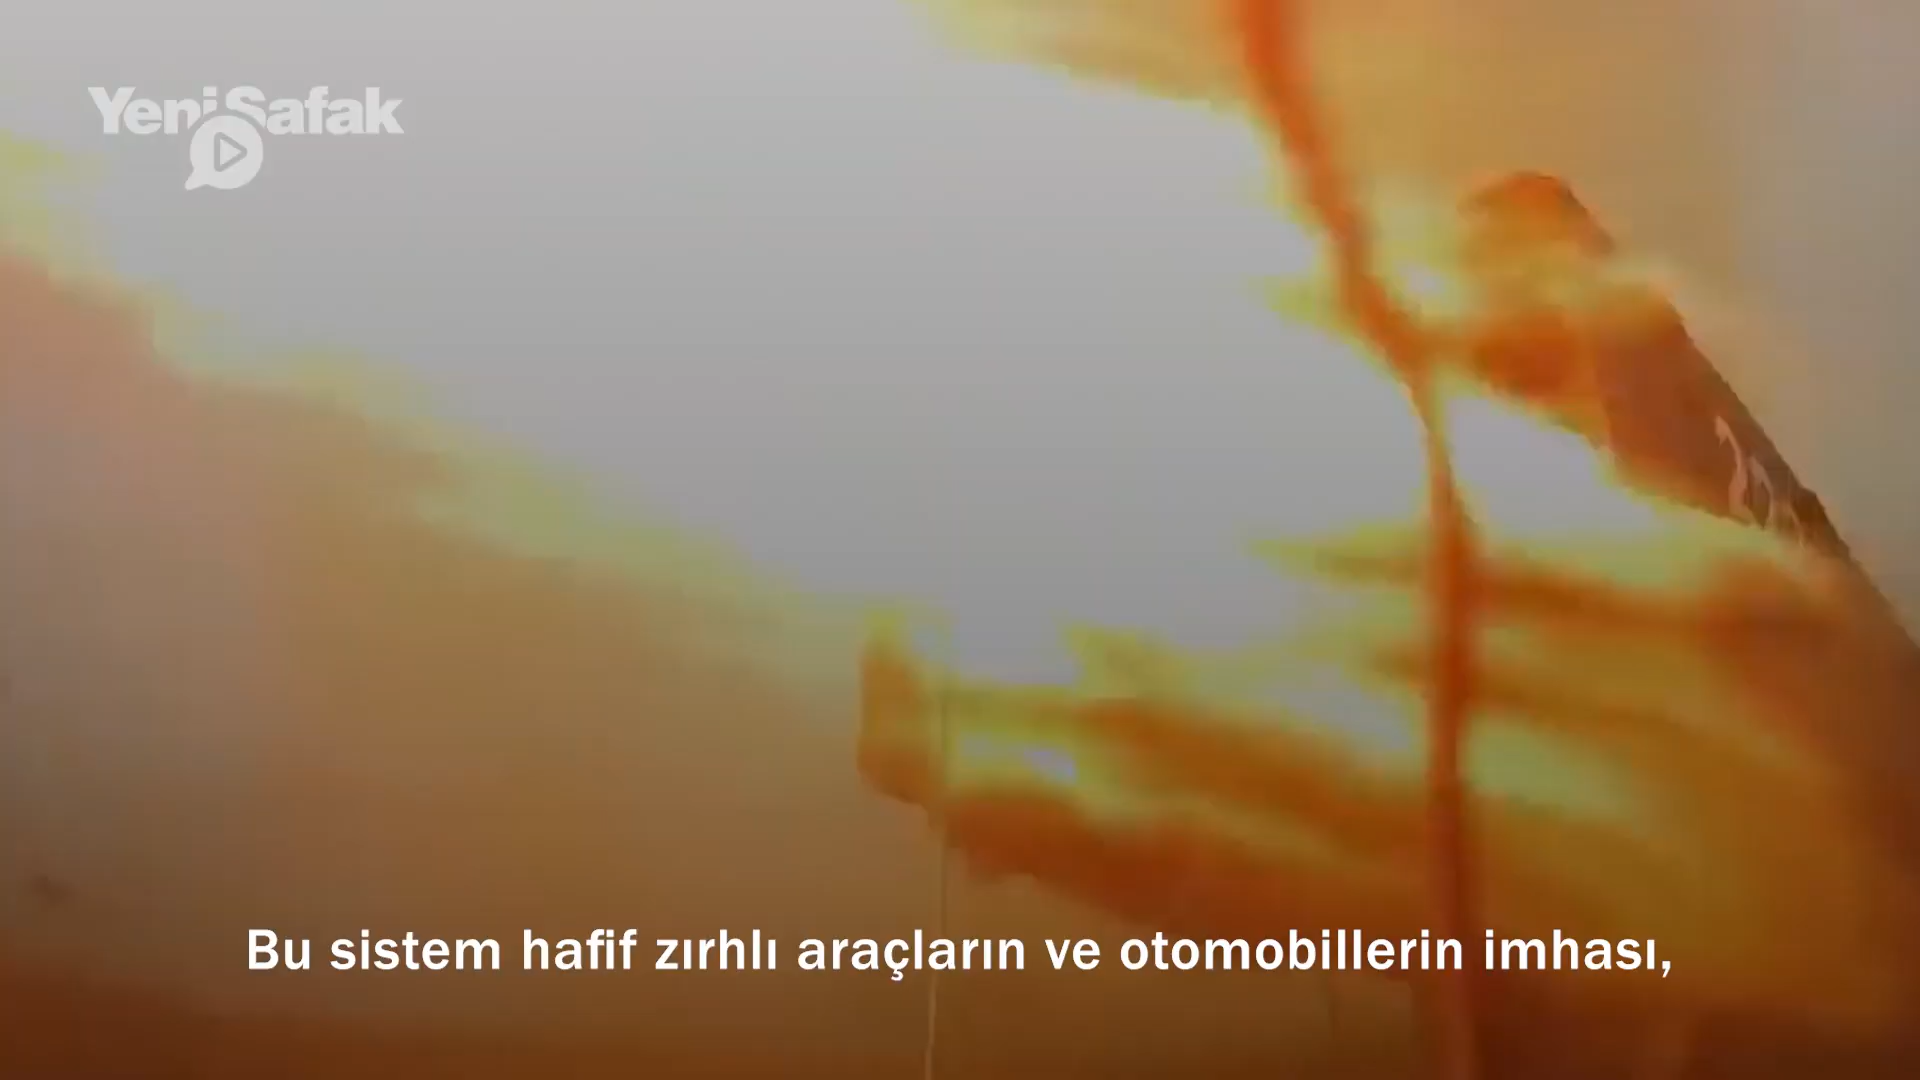 YeniSafak
Bu sistem hafif zırhlı araçların ve otomobillerin imhası,